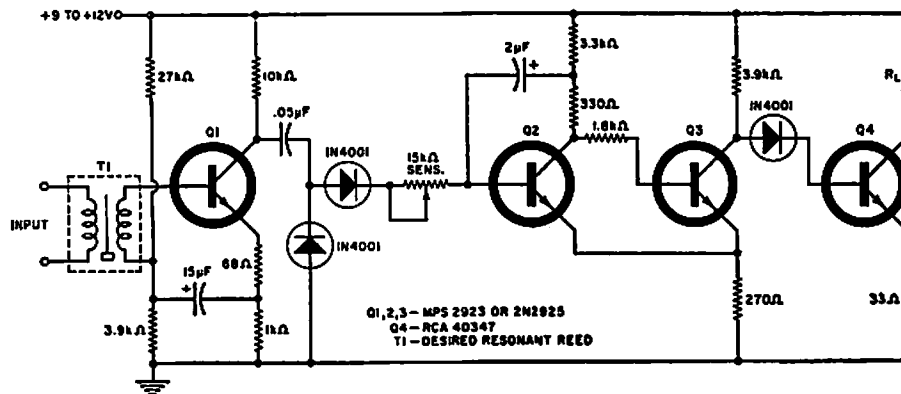 +9 TO +12V
27kΩ
10kΩ
.05µF
2µF
+
3.3kΩ
330Ω
3.9kΩ
R_L
1N4001
1.8kΩ
Q1
Q2
Q3
Q4
T1
1N4001
15kΩ
SENS.
INPUT
1N4001
15µF
+
68Ω
3.9kΩ
1kΩ
270Ω
33Ω
Q1,2,3 – MPS 2923 OR 2N2925
Q4 – RCA 40347
T1 – DESIRED RESONANT REED